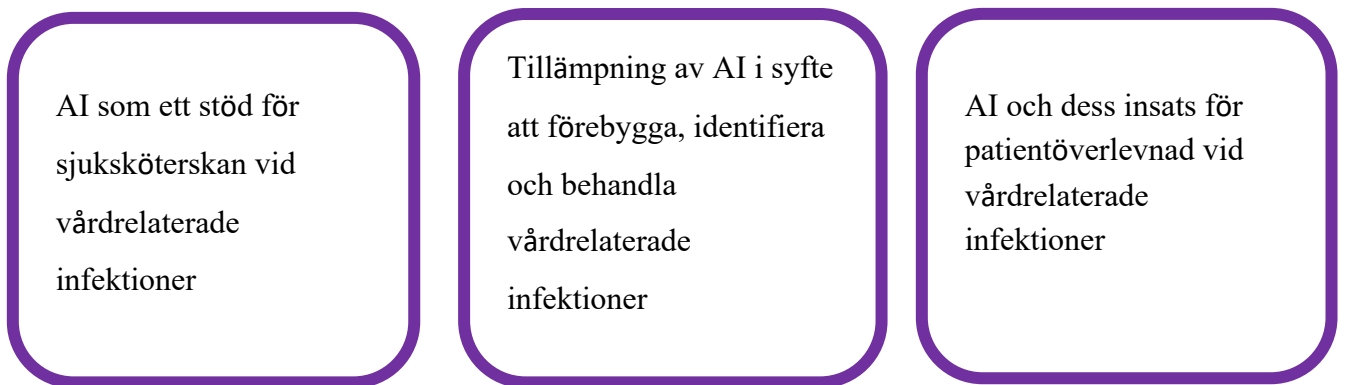 AI som ett stöd för
sjuksköterskan vid
vårdrelaterade
infektioner
Tillämpning av AI i syfte
att förebygga, identifiera
och behandla
vårdrelaterade
infektioner
AI och dess insats för
patientöverlevnad vid
vårdrelaterade
infektioner